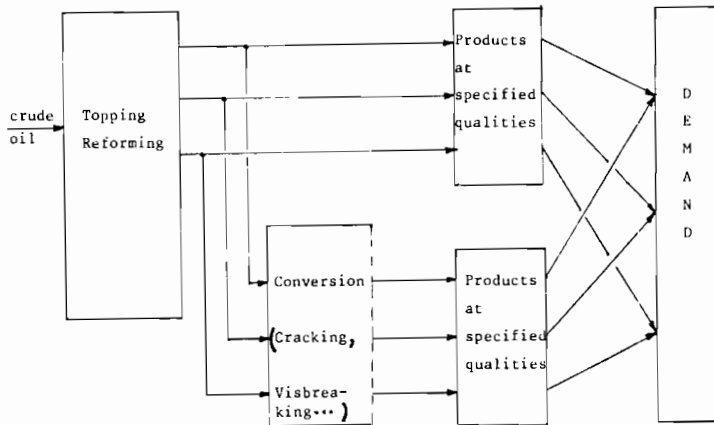 crude
oil
Topping
Reforming
Products
at
specified
qualities
Conversion
(Cracking,
Visbrea-
king...)
Products
at
specified
qualities
D
E
M
A
N
D